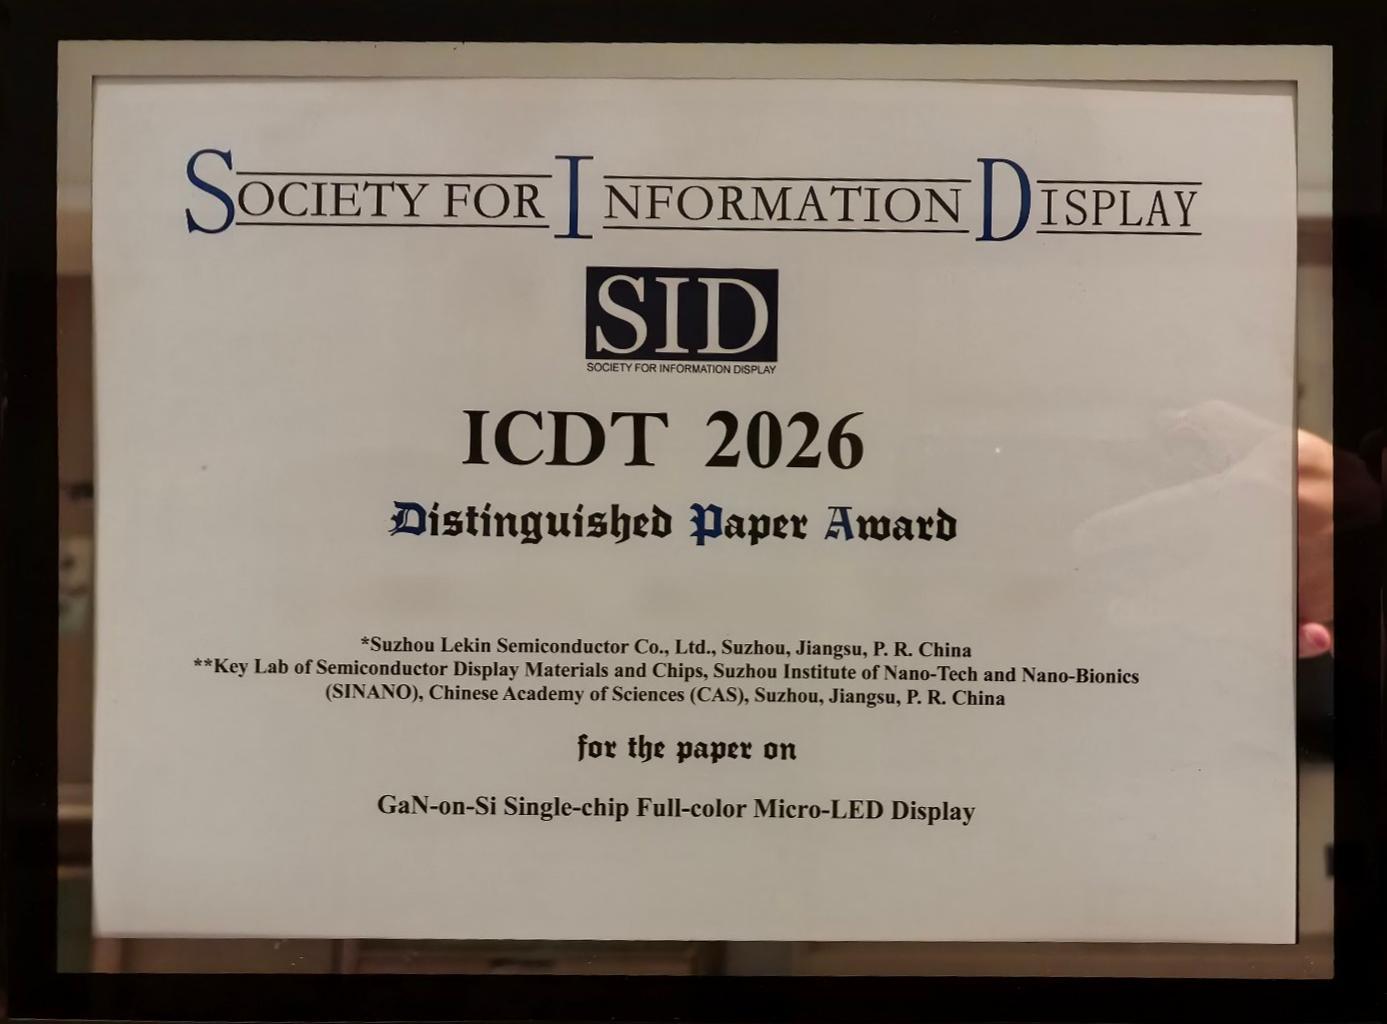 SOCIETY FOR INFORMATION DISPLAY
SID
SOCIETY FOR INFORMATION DISPLAY
ICDT 2026
Distinguished Paper Award
*Suzhou Lekin Semiconductor Co., Ltd., Suzhou, Jiangsu, P. R. China
**Key Lab of Semiconductor Display Materials and Chips, Suzhou Institute of Nano-Tech and Nano-Bionics
(SINANO), Chinese Academy of Sciences (CAS), Suzhou, Jiangsu, P. R. China
for the paper on
GaN-on-Si Single-chip Full-color Micro-LED Display